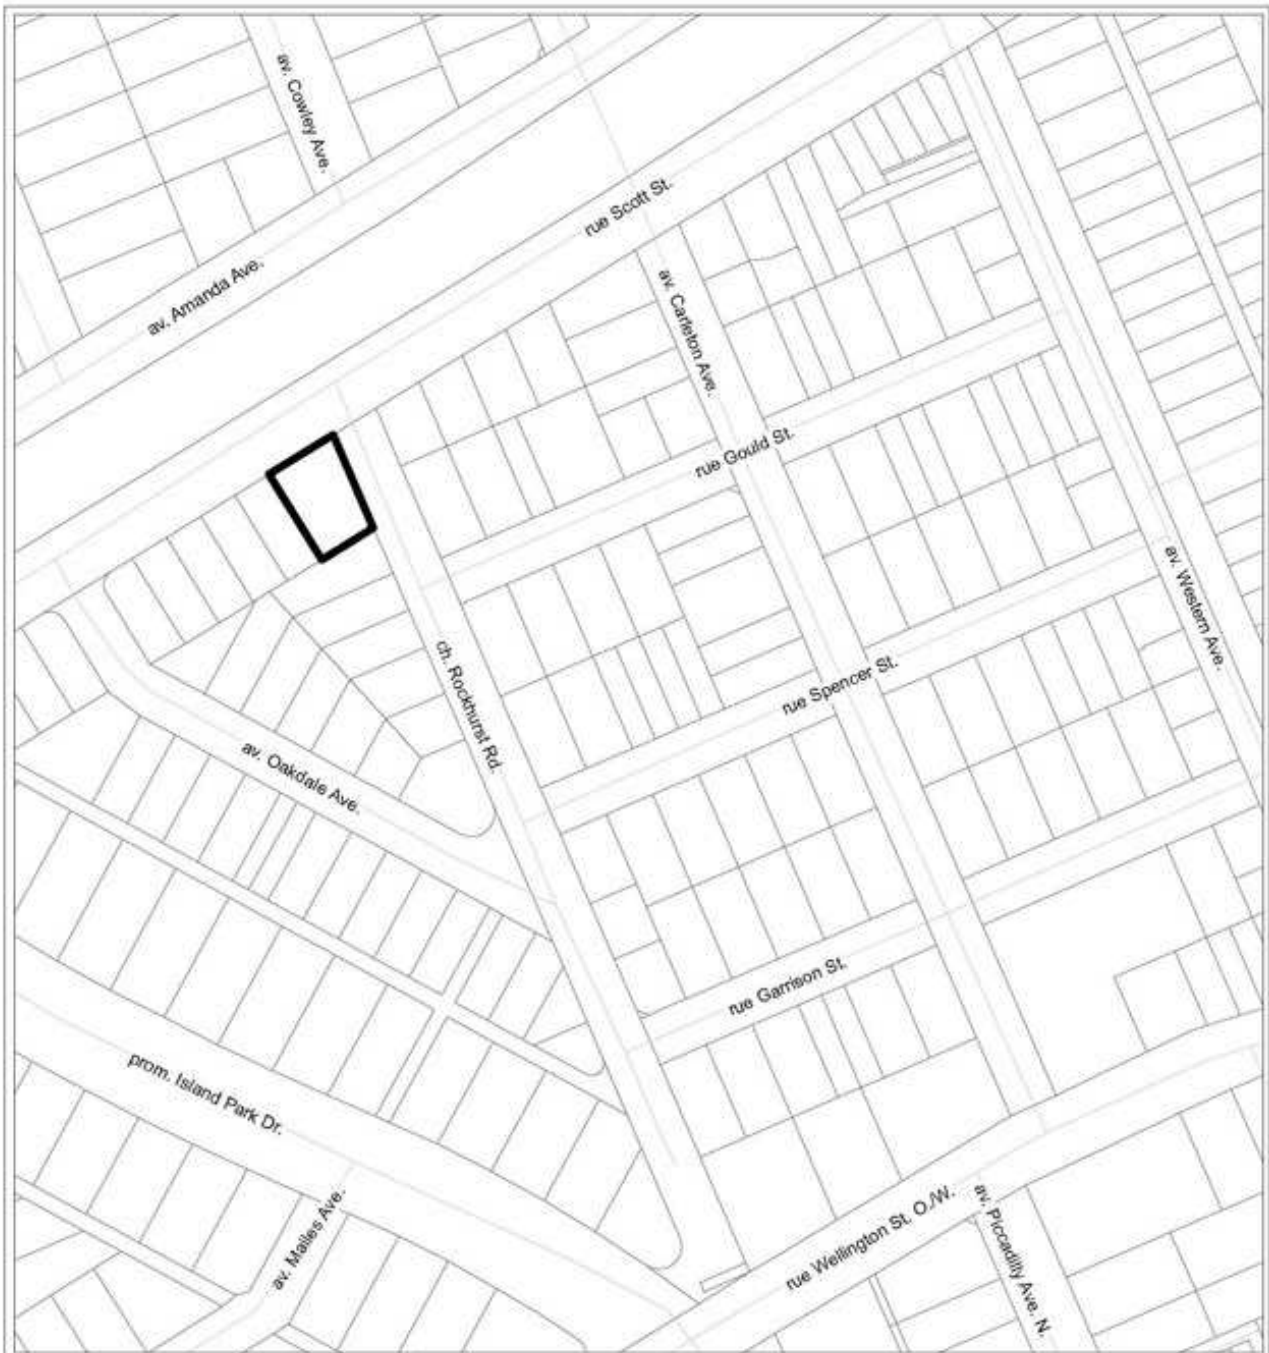 av. Cowley Ave.
rue Scott St.
av. Amanda Ave.
av. Carleton Ave.
rue Gould St.
av. Western Ave.
ch. Rockhurst Rd.
rue Spencer St.
av. Oakdale Ave.
rue Garrison St.
prom. Island Park Dr.
av. Mailes Ave.
rue Wellington St. O./W.
av. Piccadilly Ave. N.